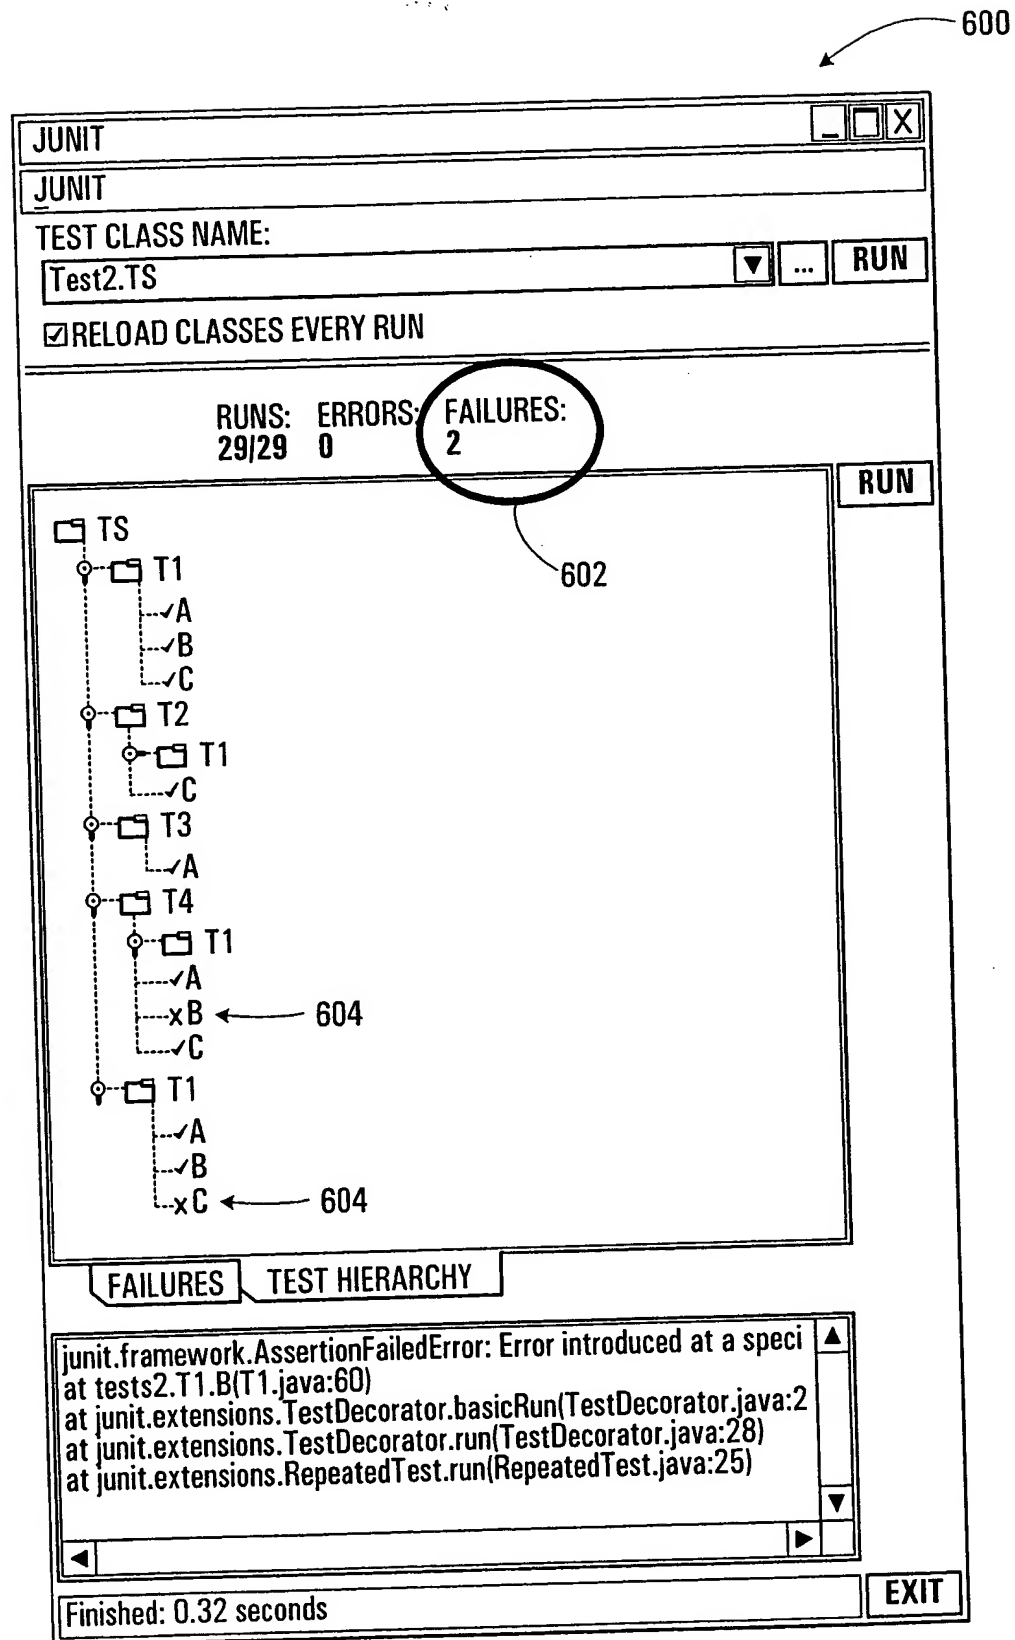 600
JUNIT
JUNIT
TEST CLASS NAME:
Test2.TS
... RUN
RELOAD CLASSES EVERY RUN
RUNS: ERRORS: FAILURES:
29/29 0 2
RUN
602
TS
T1
A
B
C
T2
T1
C
T3
A
T4
T1
A
x B 604
C
T1
A
B
x C 604
FAILURES TEST HIERARCHY
junit.framework.AssertionFailedError: Error introduced at a speci
at tests2.T1.B(T1.java:60)
at junit.extensions.TestDecorator.basicRun(TestDecorator.java:2
at junit.extensions.TestDecorator.run(TestDecorator.java:28)
at junit.extensions.RepeatedTest.run(RepeatedTest.java:25)
Finished: 0.32 seconds
EXIT